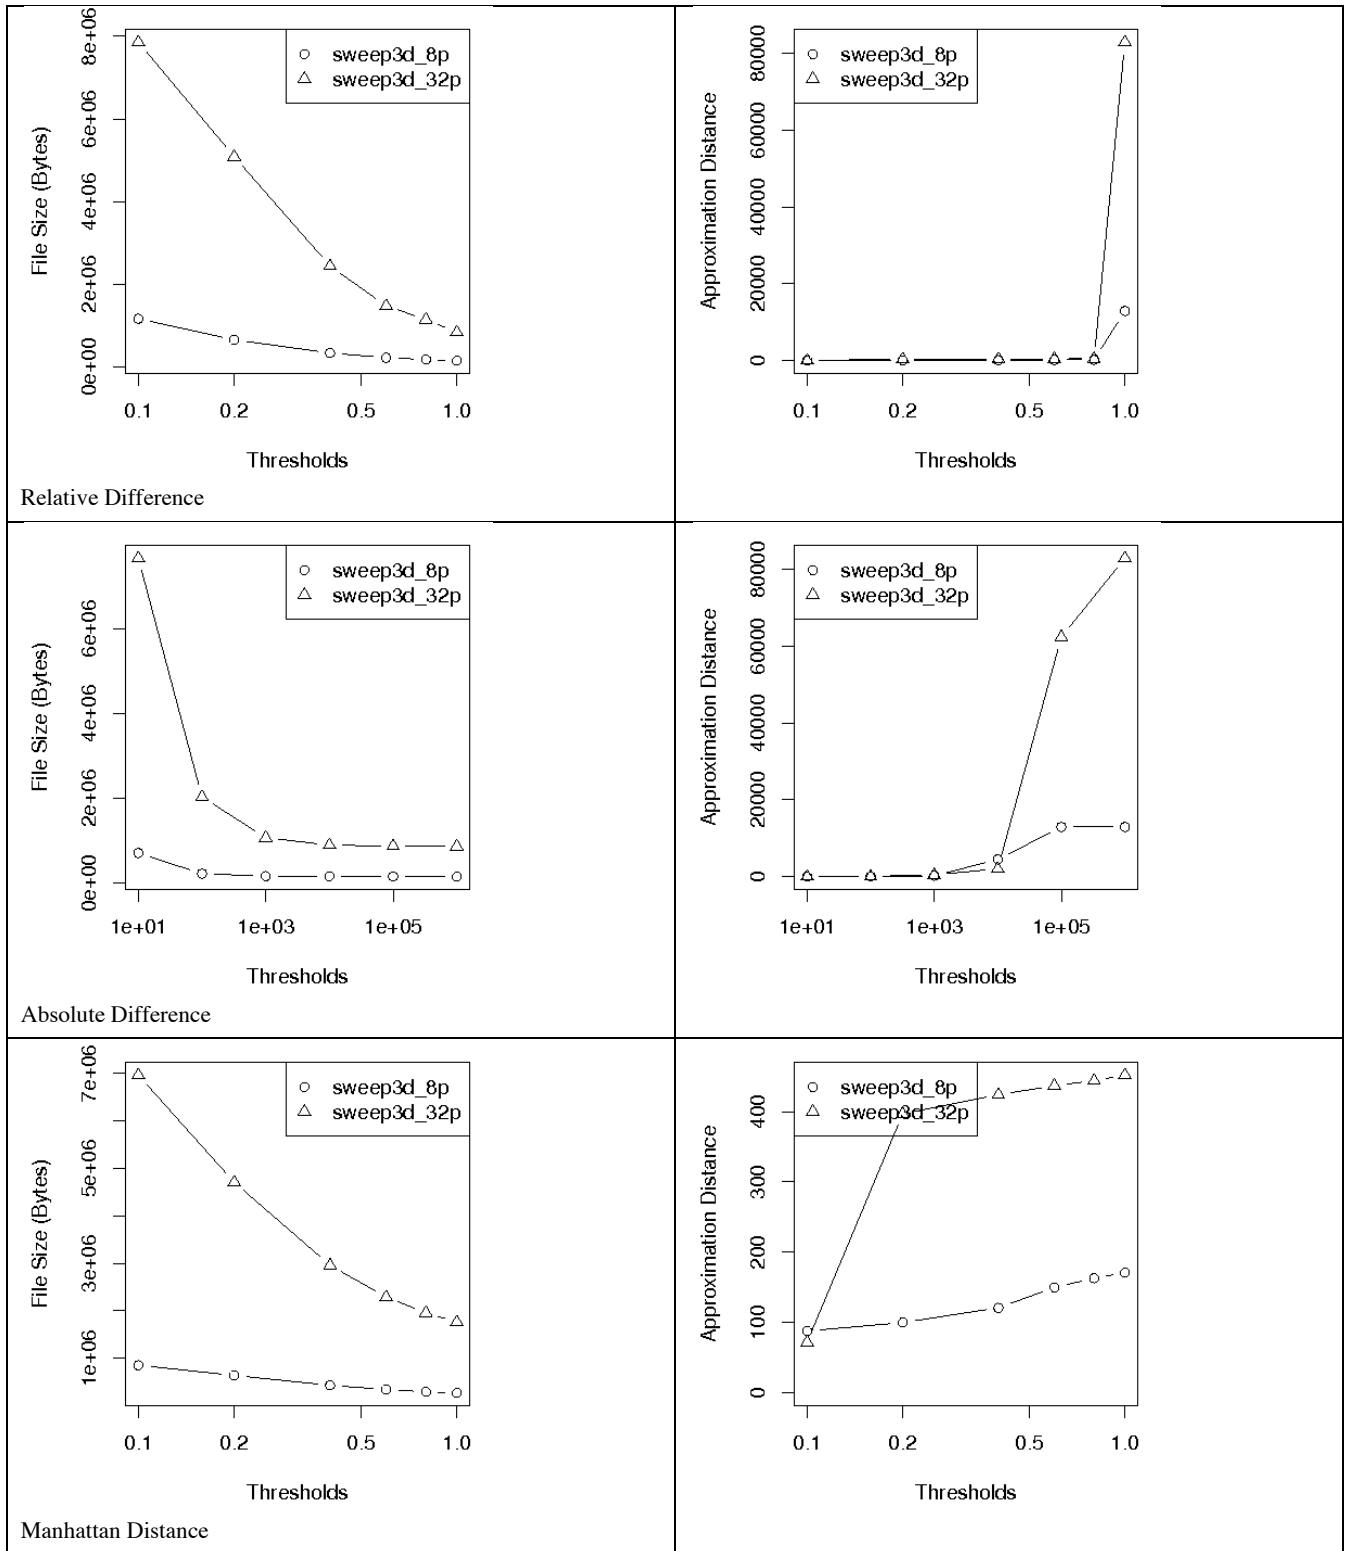 File Size (Bytes)
8e+06
6e+06
4e+06
2e+06
0e+00
sweep3d_8p
sweep3d_32p
0.1 0.2 0.5 1.0
Thresholds
Relative Difference
Approximation Distance
80000
60000
40000
20000
0
sweep3d_8p
sweep3d_32p
0.1 0.2 0.5 1.0
Thresholds
File Size (Bytes)
6e+06
4e+06
2e+06
0e+00
sweep3d_8p
sweep3d_32p
1e+01 1e+03 1e+05
Thresholds
Absolute Difference
Approximation Distance
80000
60000
40000
20000
0
sweep3d_8p
sweep3d_32p
1e+01 1e+03 1e+05
Thresholds
File Size (Bytes)
7e+06
5e+06
3e+06
1e+06
sweep3d_8p
sweep3d_32p
0.1 0.2 0.5 1.0
Thresholds
Manhattan Distance
Approximation Distance
400
300
200
100
0
sweep3d_8p
sweep3d_32p
0.1 0.2 0.5 1.0
Thresholds